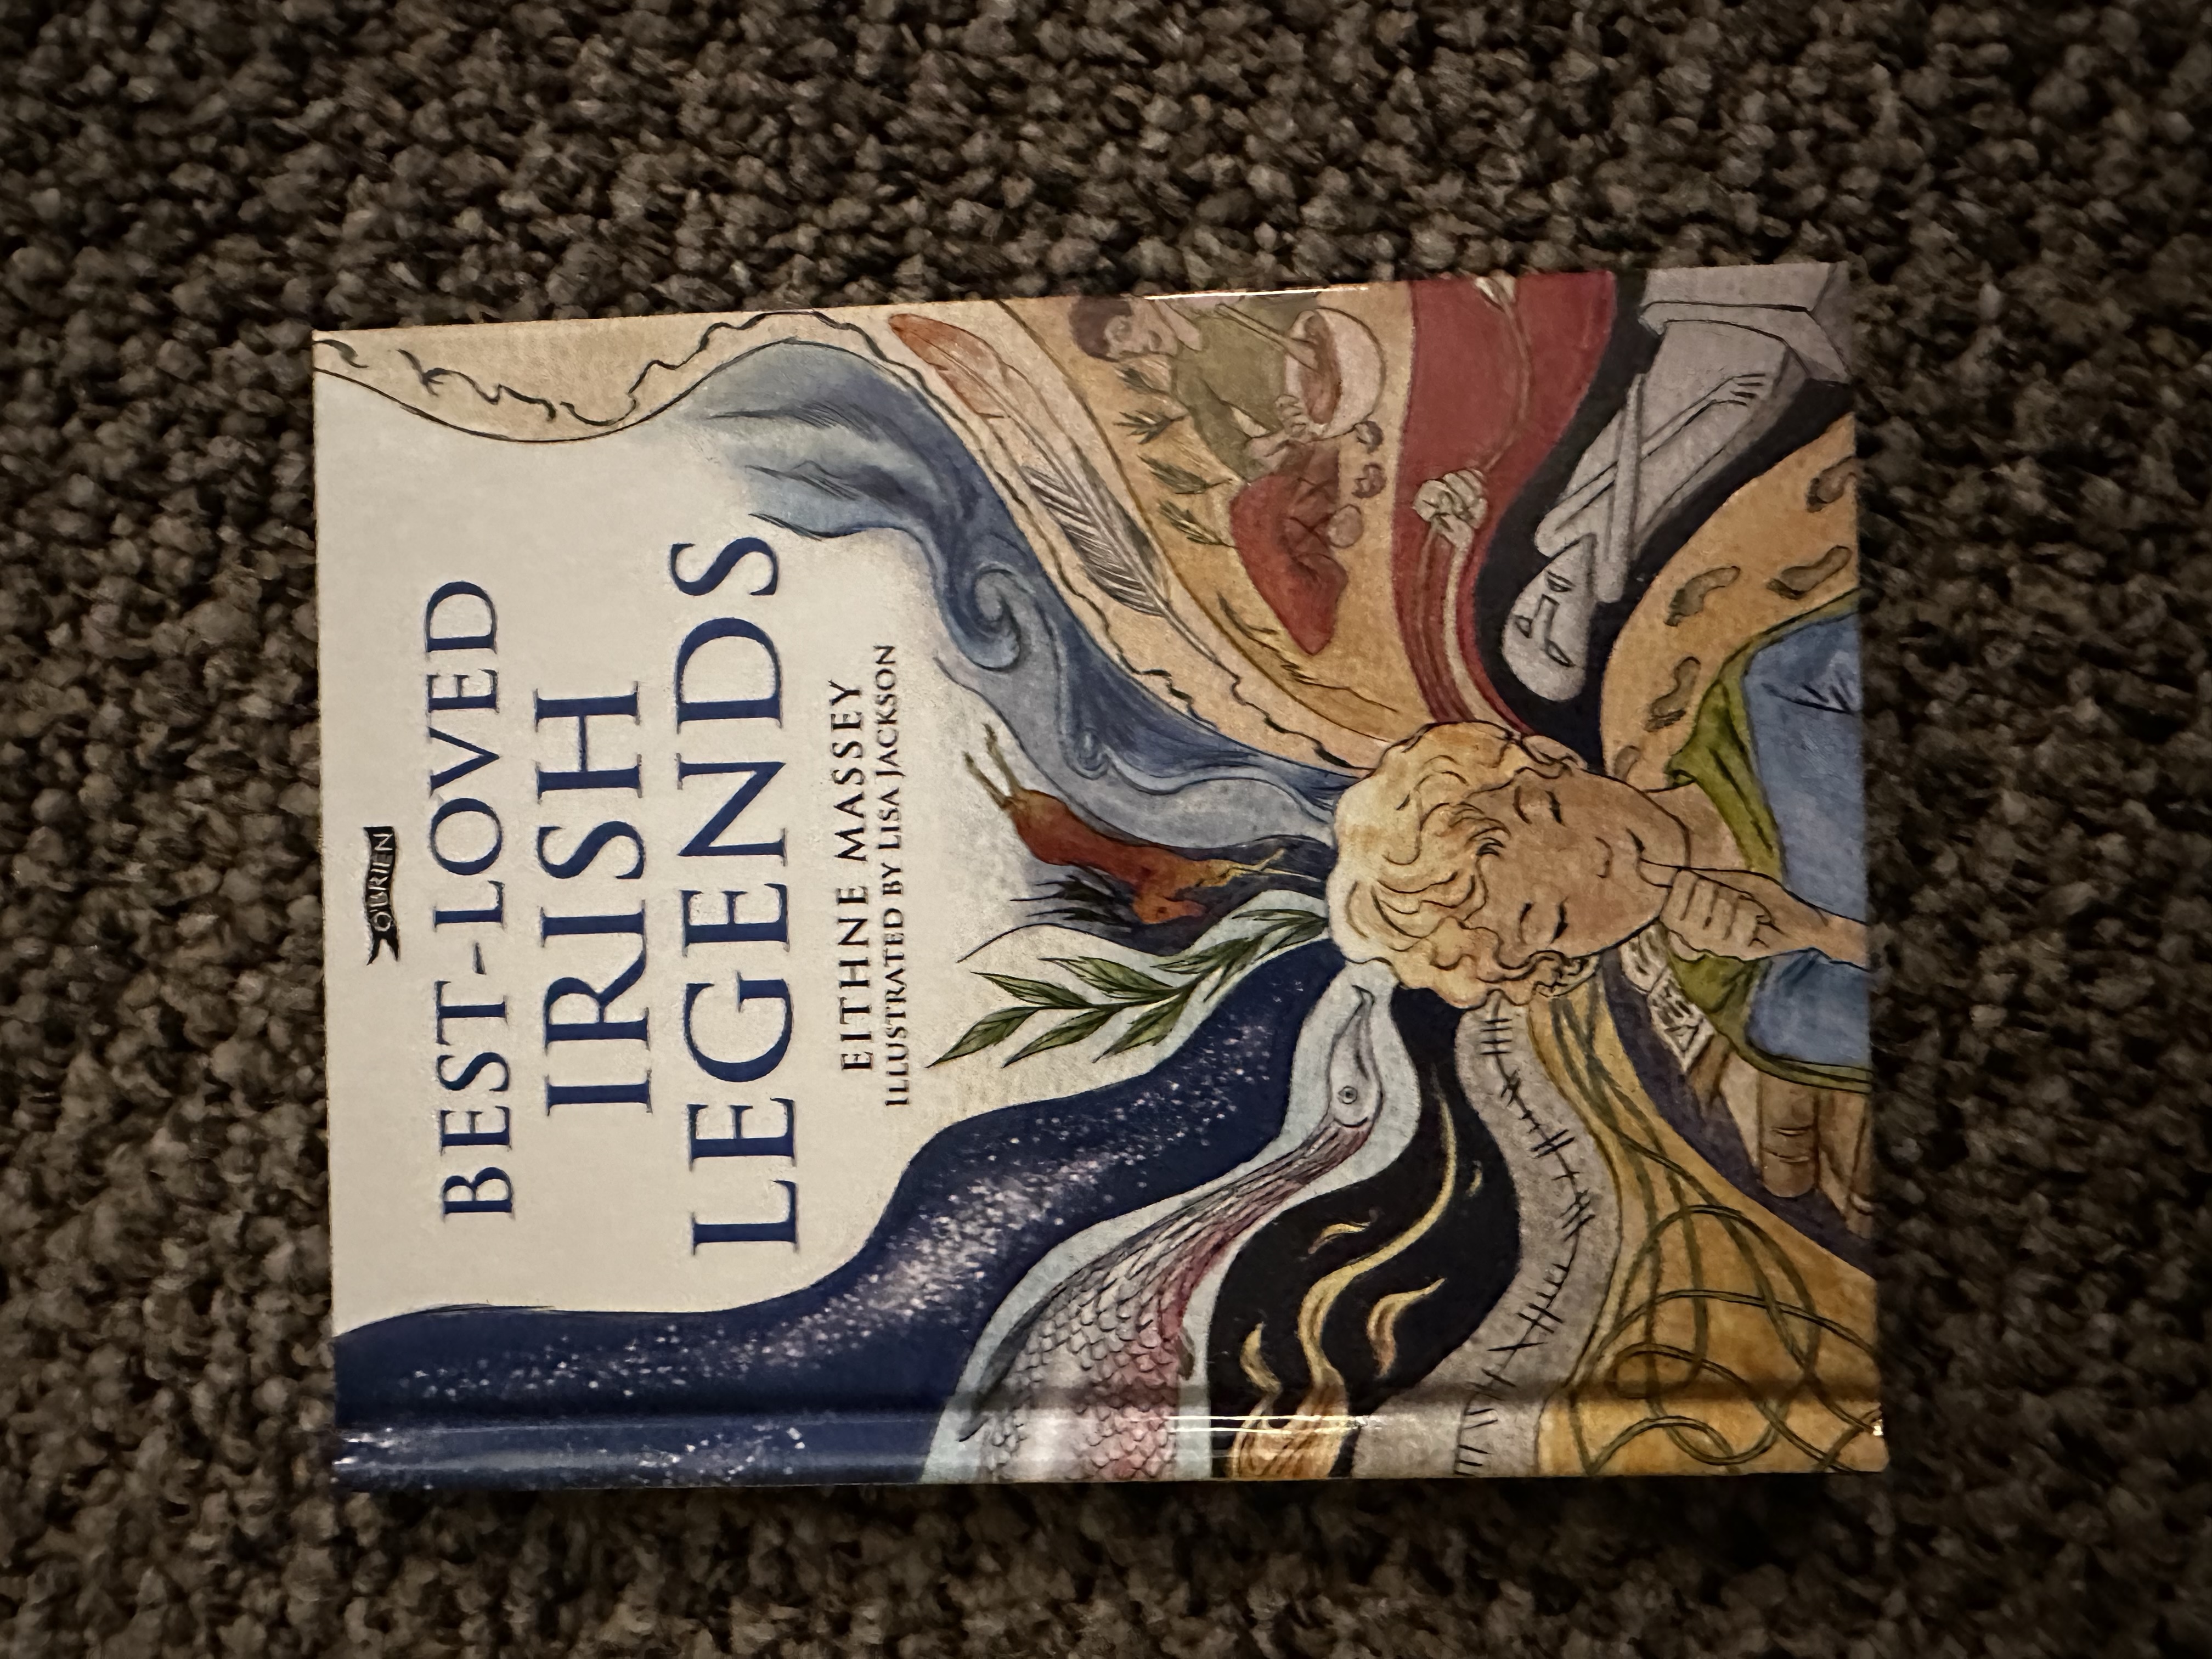 O'BRIEN
BEST-LOVED
IRISH
LEGENDS
EITHNE MASSEY
ILLUSTRATED BY LISA JACKSON